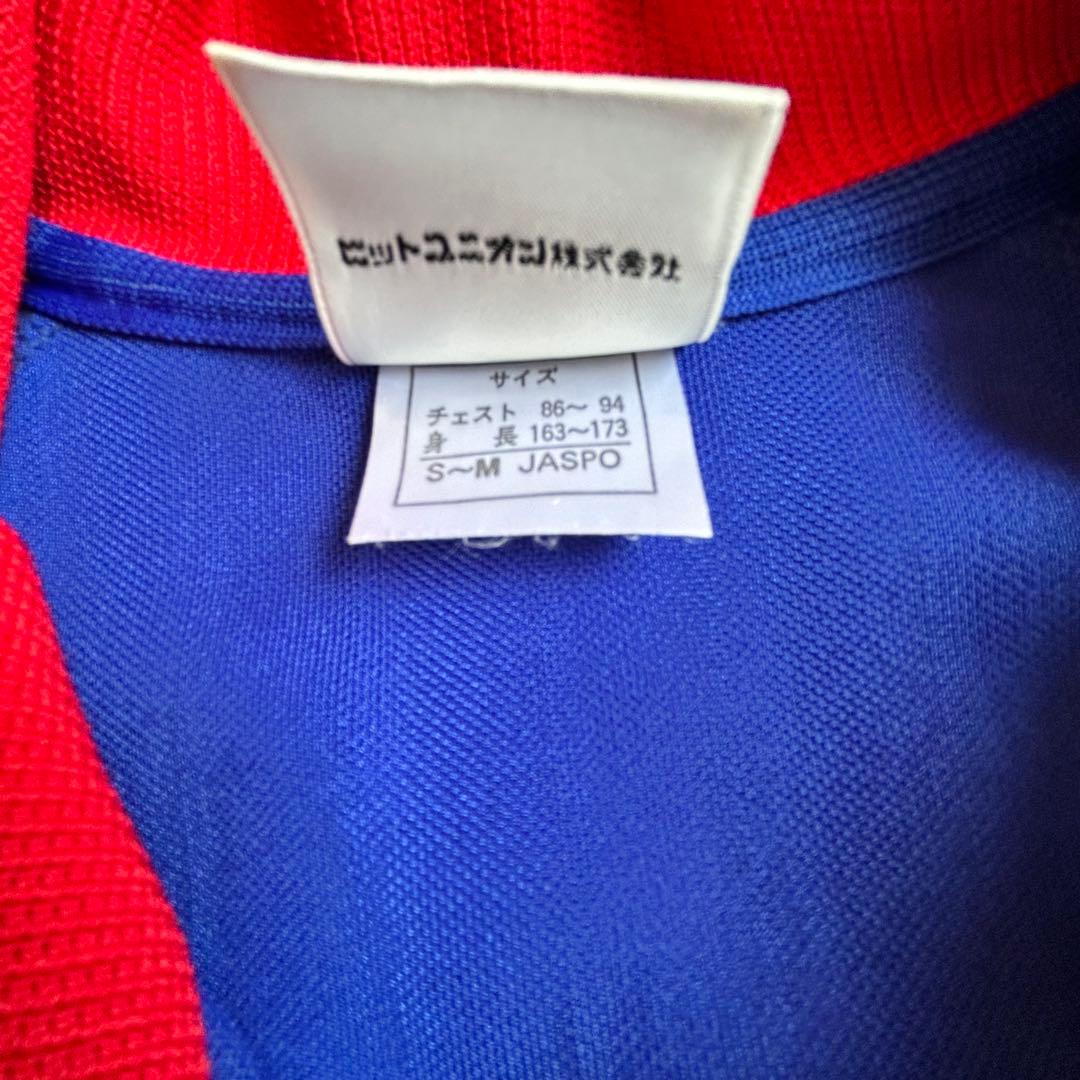 ヒットユニオン株式会社
サイズ
チェスト 86～94
身長 163～173
S～M JASPO